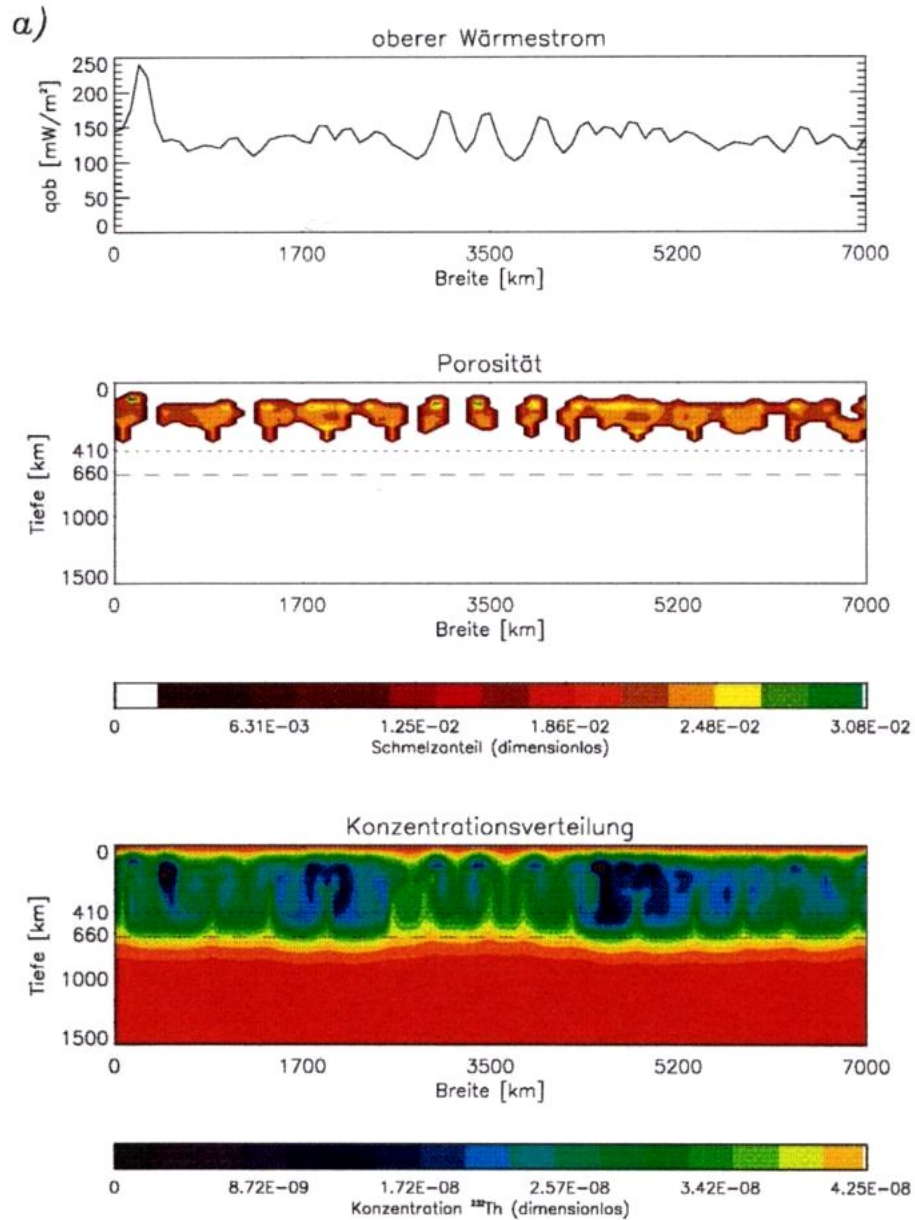 a)
oberer Wärmestrom
250
200
150
100
50
0
qob [mW/m²]
0 1700 3500 5200 7000
Breite [km]
Porosität
0
410
660
1000
1500
Tiefe [km]
0 1700 3500 5200 7000
Breite [km]
0 6.31E-03 1.25E-02 1.86E-02 2.48E-02 3.08E-02
Schmelzanteil (dimensionlos)
Konzentrationsverteilung
0
410
660
1000
1500
Tiefe [km]
0 1700 3500 5200 7000
Breite [km]
0 8.72E-09 1.72E-08 2.57E-08 3.42E-08 4.25E-08
Konzentration ²³²Th (dimensionlos)